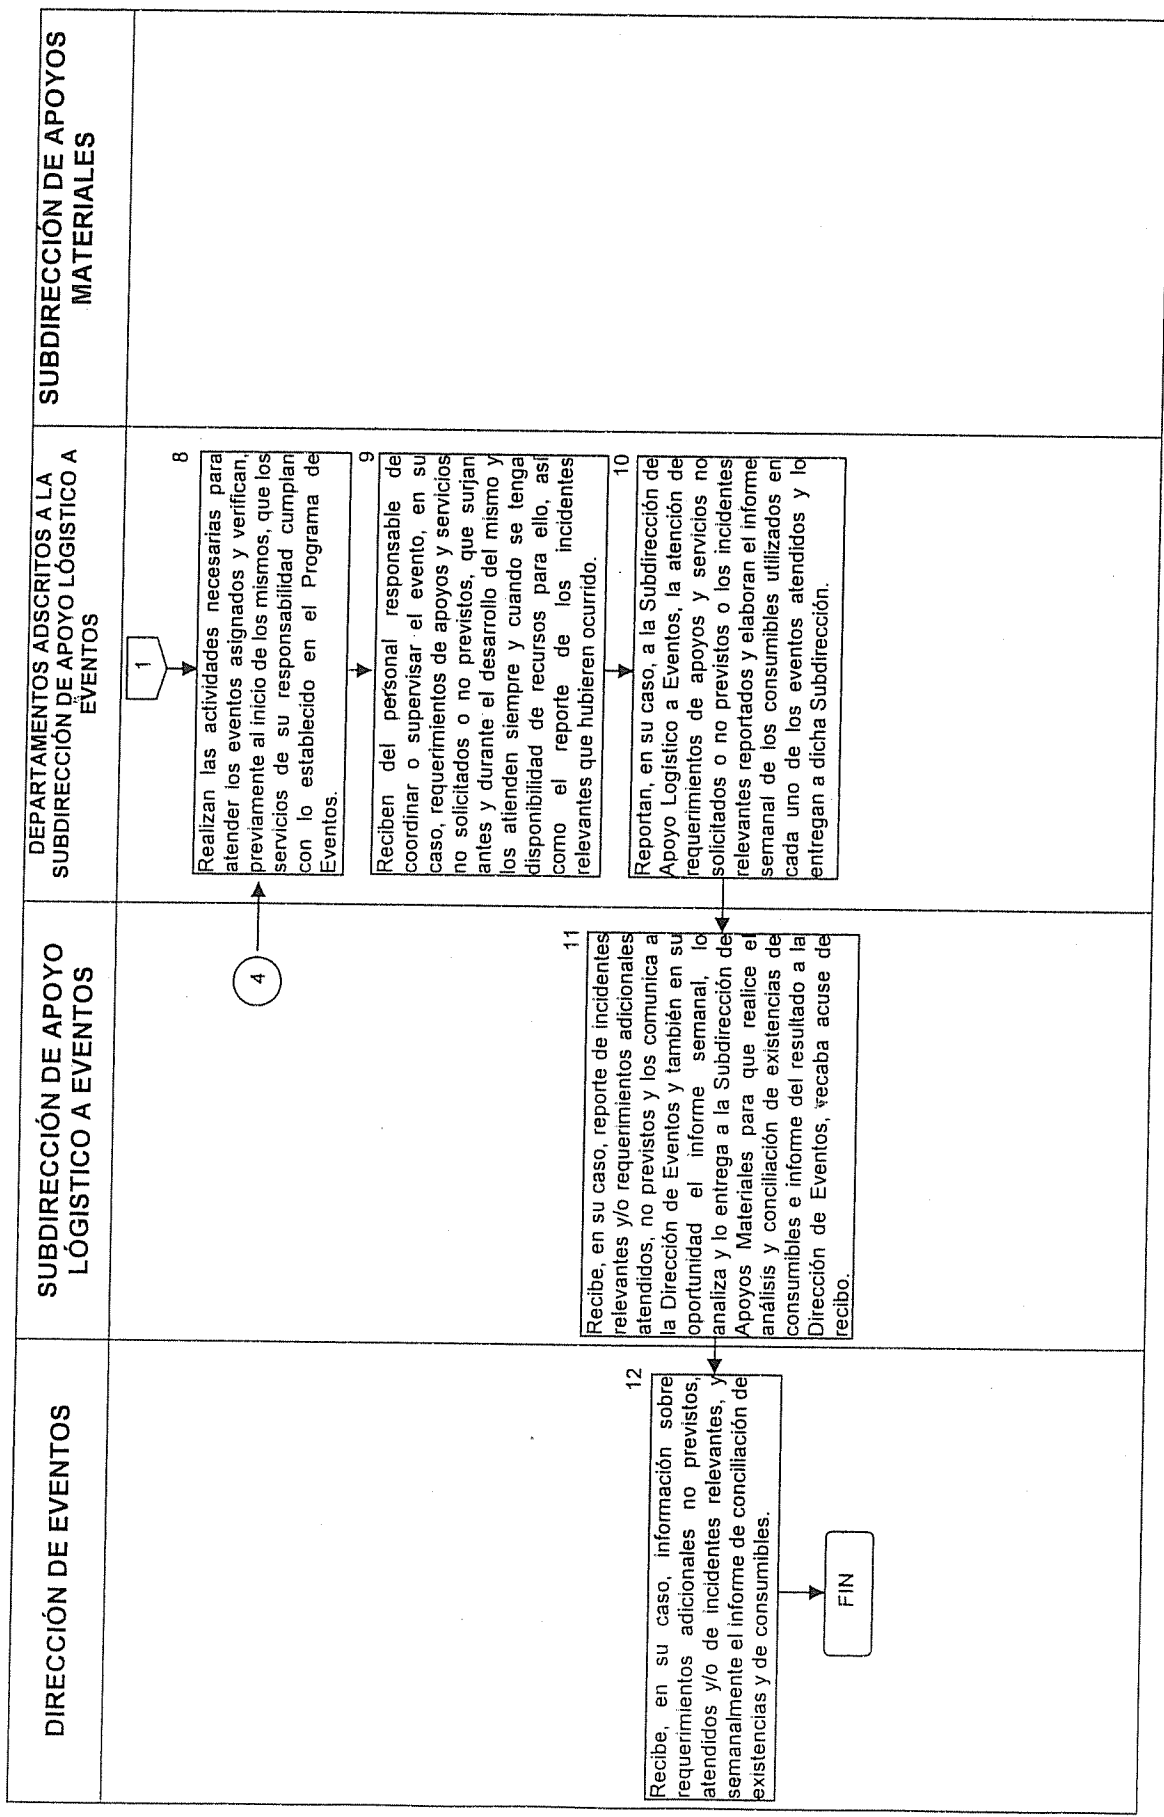 DIRECCIÓN DE EVENTOS
SUBDIRECCIÓN DE APOYO
LÓGISTICO A EVENTOS
DEPARTAMENTOS ADSCRITOS A LA
SUBDIRECCIÓN DE APOYO LÓGISTICO A
EVENTOS
SUBDIRECCIÓN DE APOYOS
MATERIALES
1
4
8
Realizan las actividades necesarias para
atender los eventos asignados y verifican,
previamente al inicio de los mismos, que los
servicios de su responsabilidad cumplan
con lo establecido en el Programa de
Eventos.
9
Reciben del personal responsable de
coordinar o supervisar el evento, en su
caso, requerimientos de apoyos y servicios
no solicitados o no previstos, que surjan
antes y durante el desarrollo del mismo y
los atienden siempre y cuando se tenga
disponibilidad de recursos para ello, así
como el reporte de los incidentes
relevantes que hubieren ocurrido.
10
Reportan, en su caso, a la Subdirección de
Apoyo Logístico a Eventos, la atención de
requerimientos de apoyos y servicios no
solicitados o no previstos o los incidentes
relevantes reportados y elaboran el informe
semanal de los consumibles utilizados en
cada uno de los eventos atendidos y lo
entregan a dicha Subdirección.
11
Recibe, en su caso, reporte de incidentes
relevantes y/o requerimientos adicionales
atendidos, no previstos y los comunica a
la Dirección de Eventos y también en su
oportunidad el informe semanal, lo
analiza y lo entrega a la Subdirección de
Apoyos Materiales para que realice el
análisis y conciliación de existencias de
consumibles e informe del resultado a la
Dirección de Eventos, recaba acuse de
recibo.
12
Recibe, en su caso, información sobre
requerimientos adicionales no previstos,
atendidos y/o de incidentes relevantes, y
semanalmente el informe de conciliación de
existencias y de consumibles.
FIN